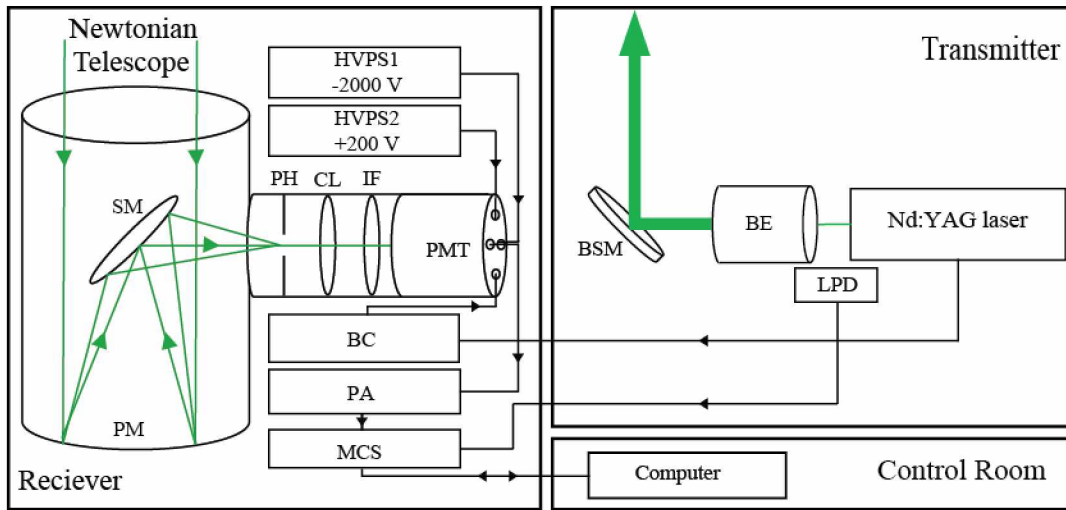 Newtonian
Telescope
HVPS1
-2000 V
HVPS2
+200 V
PH
CL
IF
SM
PMT
BC
PA
MCS
PM
Reciever
Transmitter
BSM
BE
Nd:YAG laser
LPD
Computer
Control Room